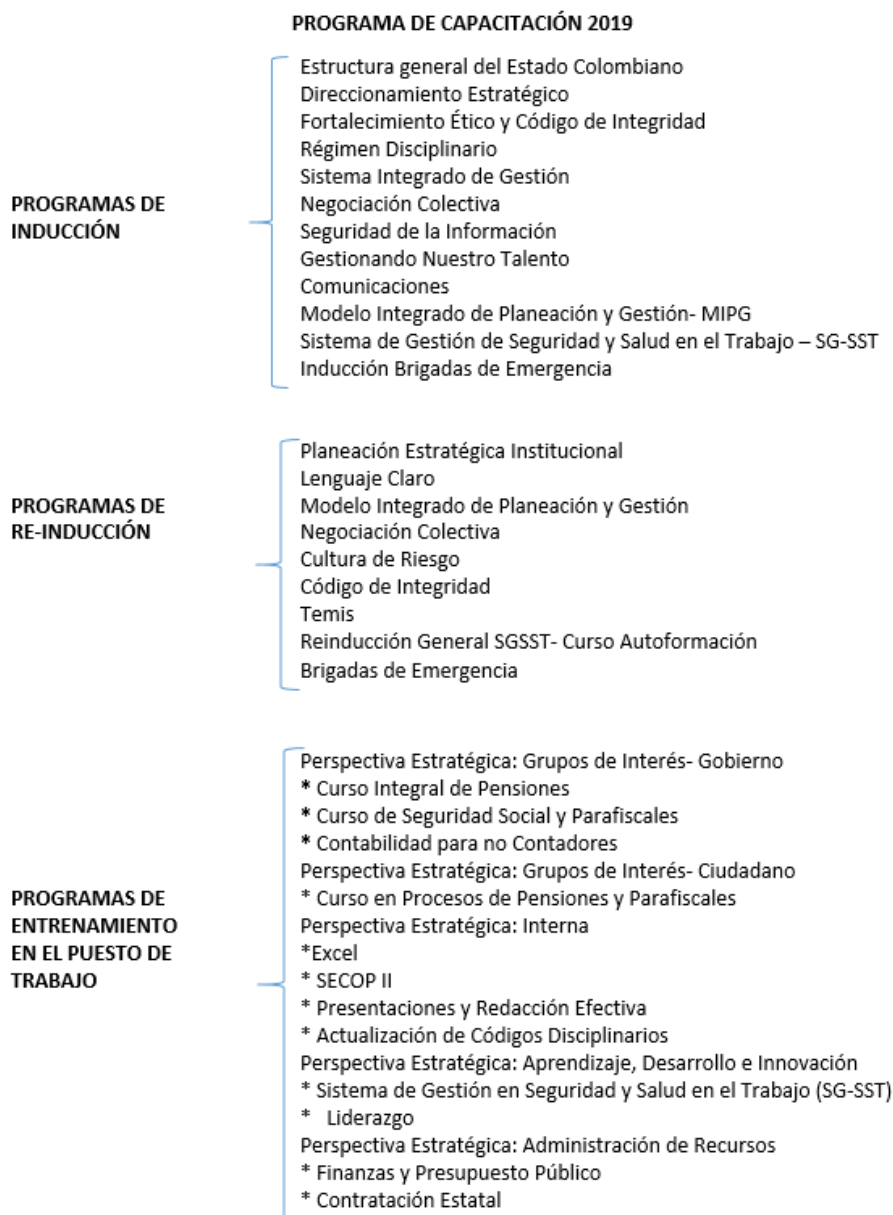 PROGRAMA DE CAPACITACIÓN 2019
PROGRAMAS DE
INDUCCIÓN
Estructura general del Estado Colombiano
Direccionamiento Estratégico
Fortalecimiento Ético y Código de Integridad
Régimen Disciplinario
Sistema Integrado de Gestión
Negociación Colectiva
Seguridad de la Información
Gestionando Nuestro Talento
Comunicaciones
Modelo Integrado de Planeación y Gestión- MIPG
Sistema de Gestión de Seguridad y Salud en el Trabajo – SG-SST
Inducción Brigadas de Emergencia
PROGRAMAS DE
RE-INDUCCIÓN
Planeación Estratégica Institucional
Lenguaje Claro
Modelo Integrado de Planeación y Gestión
Negociación Colectiva
Cultura de Riesgo
Código de Integridad
Temis
Reinducción General SGSST- Curso Autoformación
Brigadas de Emergencia
PROGRAMAS DE
ENTRENAMIENTO
EN EL PUESTO DE
TRABAJO
Perspectiva Estratégica: Grupos de Interés- Gobierno
* Curso Integral de Pensiones
* Curso de Seguridad Social y Parafiscales
* Contabilidad para no Contadores
Perspectiva Estratégica: Grupos de Interés- Ciudadano
* Curso en Procesos de Pensiones y Parafiscales
Perspectiva Estratégica: Interna
*Excel
* SECOP II
* Presentaciones y Redacción Efectiva
* Actualización de Códigos Disciplinarios
Perspectiva Estratégica: Aprendizaje, Desarrollo e Innovación
* Sistema de Gestión en Seguridad y Salud en el Trabajo (SG-SST)
* Liderazgo
Perspectiva Estratégica: Administración de Recursos
* Finanzas y Presupuesto Público
* Contratación Estatal